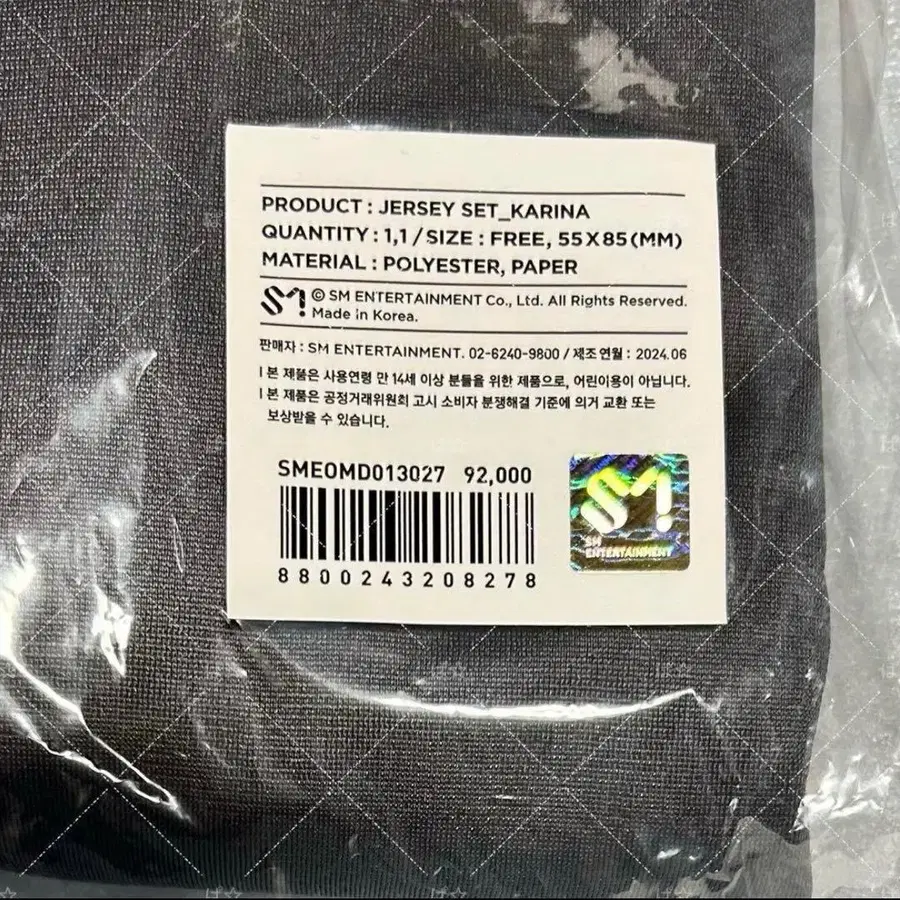 PRODUCT : JERSEY SET_KARINA
QUANTITY : 1,1 / SIZE : FREE, 55X85(MM)
MATERIAL : POLYESTER, PAPER
© SM ENTERTAINMENT Co., Ltd. All Rights Reserved.
Made in Korea.
판매자 : SM ENTERTAINMENT. 02-6240-9800 / 제조연월 : 2024.06
| 본 제품은 사용연령 만 14세 이상 분들을 위한 제품으로, 어린이용이 아닙니다.
| 본 제품은 공정거래위원회 고시 소비자 분쟁해결 기준에 의거 교환 또는
보상받을 수 있습니다.
SMEOMD013027 92,000
8800243208278
SM
ENTERTAINMENT